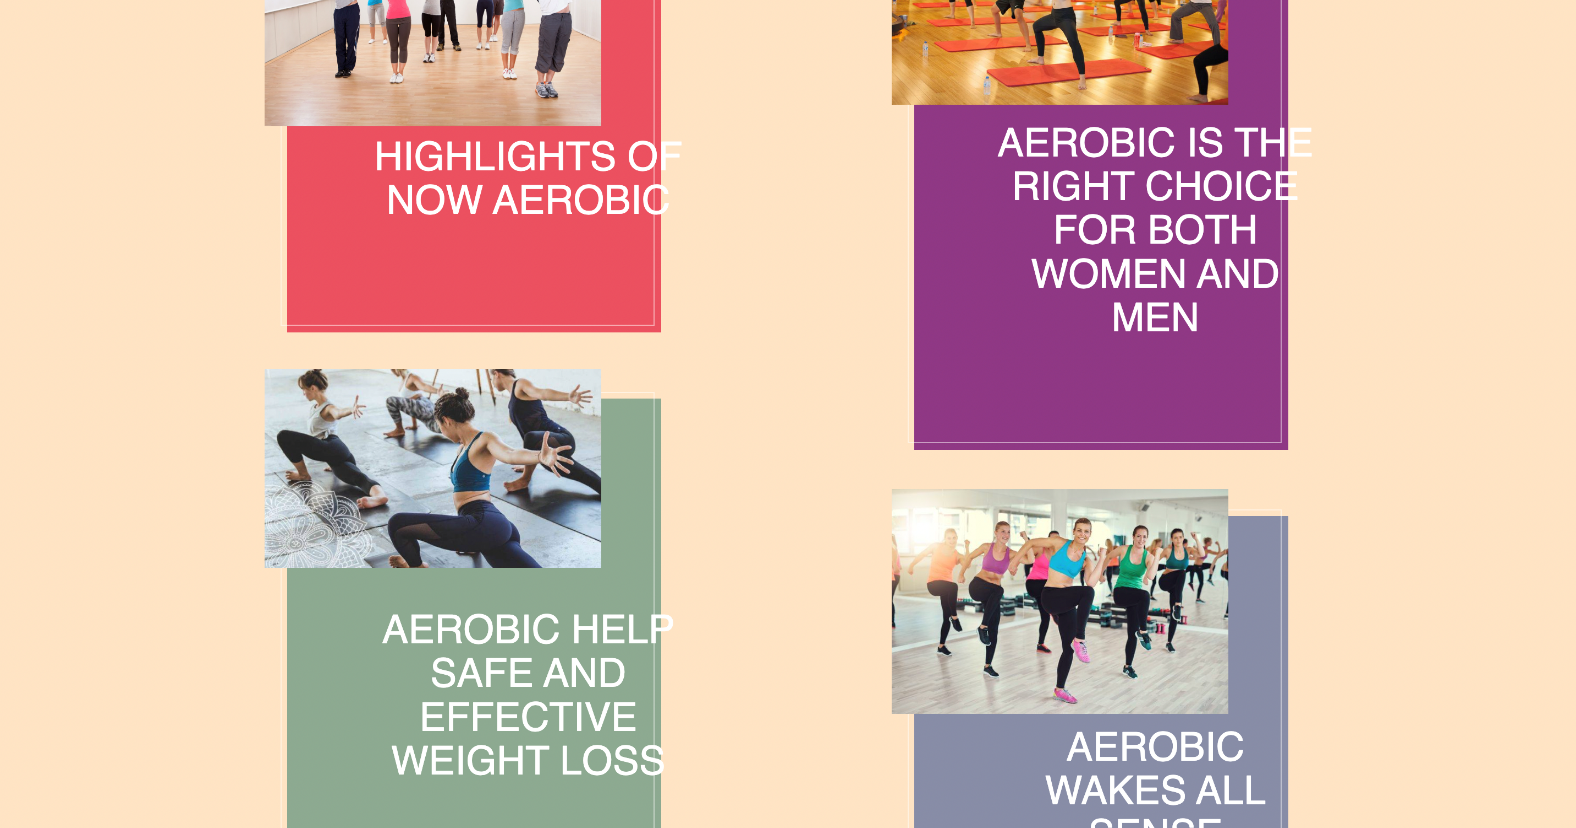 HIGHLIGHTS OF
NOW AEROBIC
AEROBIC IS THE
RIGHT CHOICE
FOR BOTH
WOMEN AND
MEN
AEROBIC HELP
SAFE AND
EFFECTIVE
WEIGHT LOSS
AEROBIC
WAKES ALL
SENSE